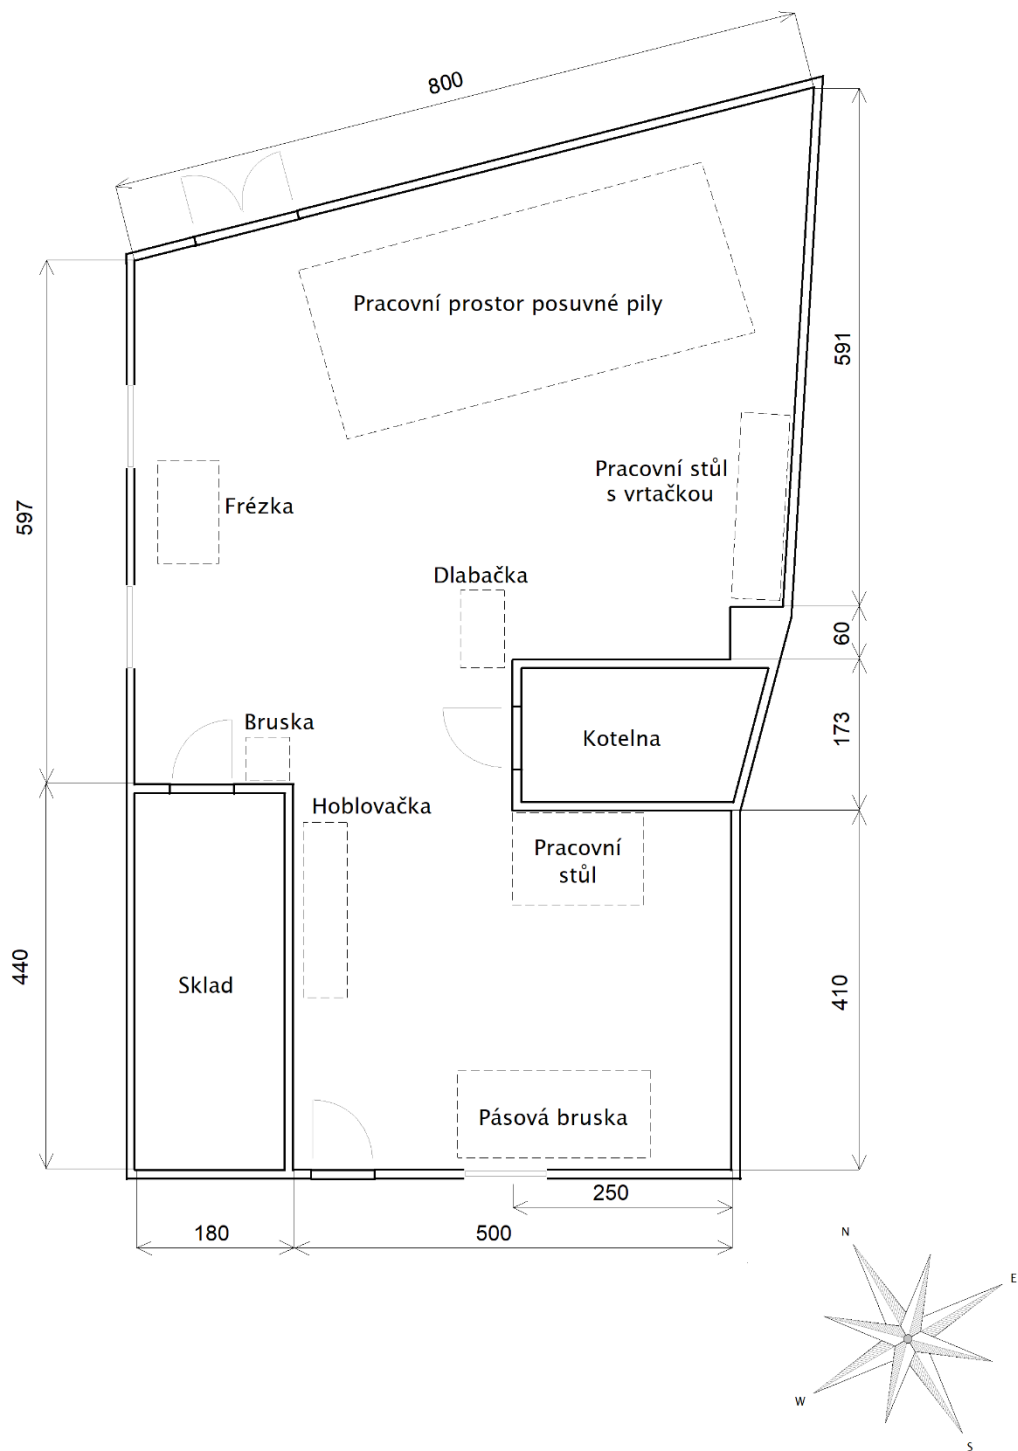 800
Pracovní prostor posuvné pily
591
Pracovní stůl
s vrtačkou
597
Frézka
Dlabačka
60
Bruska
Kotelna
173
Hoblovačka
Pracovní
stůl
440
Sklad
410
Pásová bruska
250
180
500
N
E
W
S